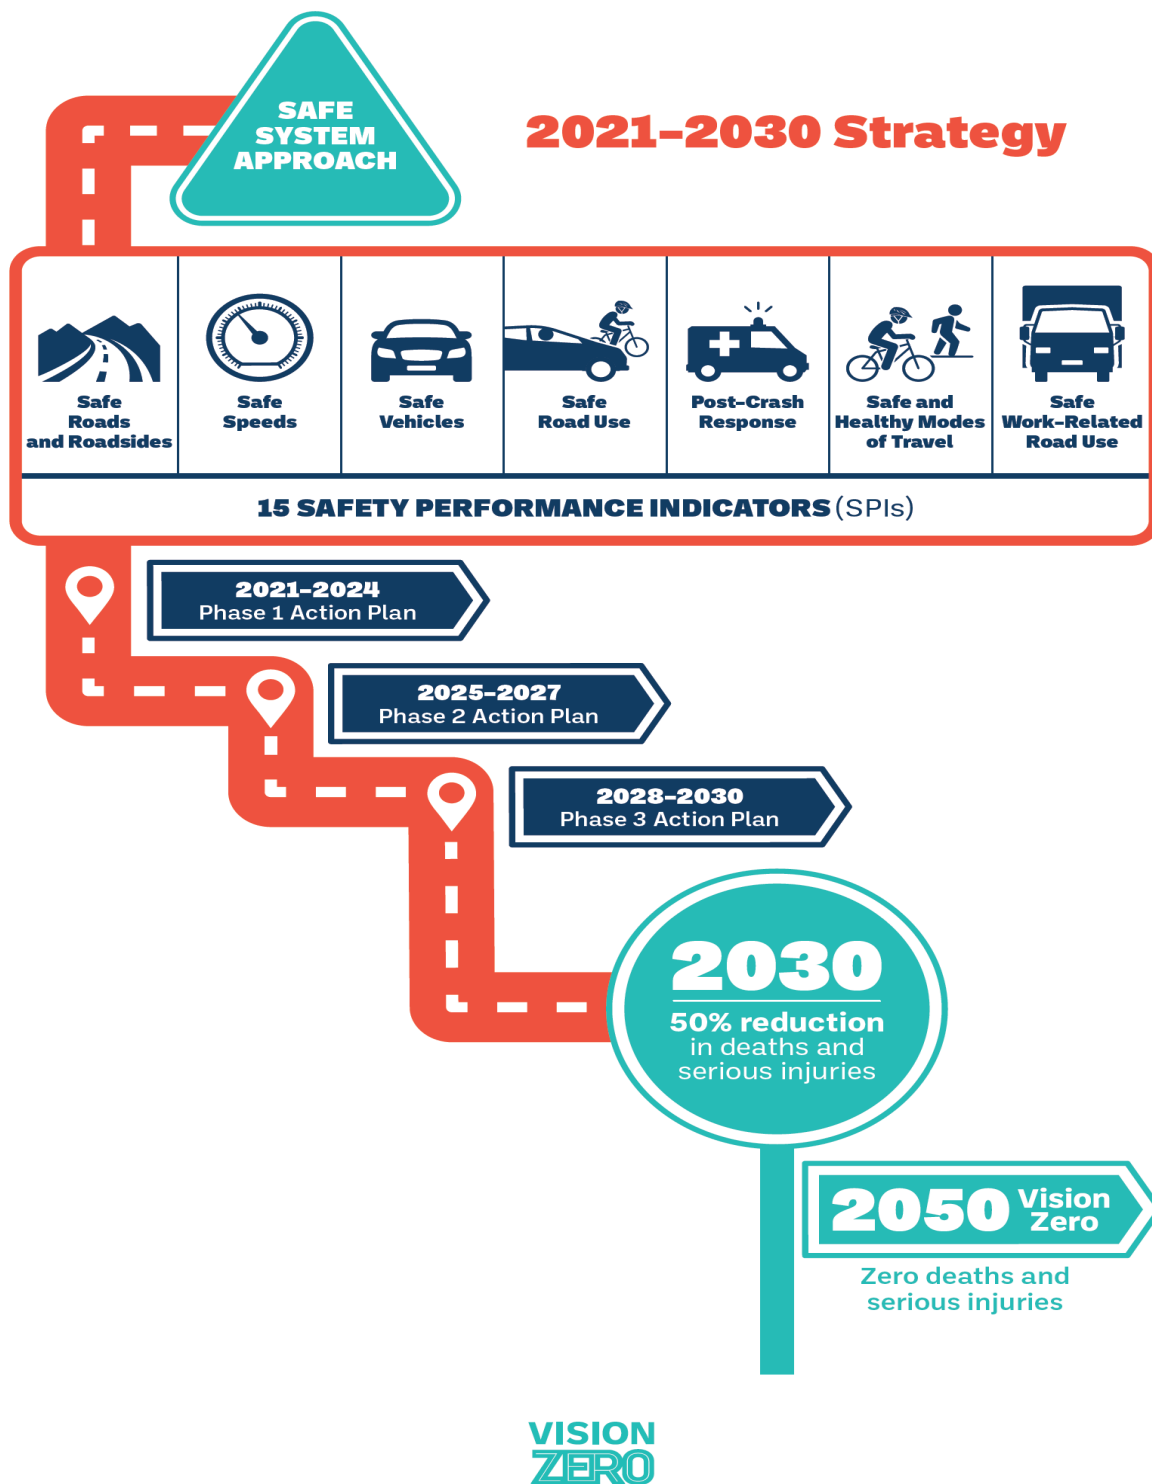 SAFE
SYSTEM
APPROACH
2021–2030 Strategy
Safe
Roads
and Roadsides
Safe
Speeds
Safe
Vehicles
Safe
Road Use
Post-Crash
Response
Safe and
Healthy Modes
of Travel
Safe
Work-Related
Road Use
15 SAFETY PERFORMANCE INDICATORS (SPIs)
2021–2024
Phase 1 Action Plan
2025–2027
Phase 2 Action Plan
2028–2030
Phase 3 Action Plan
2030
50% reduction
in deaths and
serious injuries
2050 Vision
Zero
Zero deaths and
serious injuries
VISION
ZERO